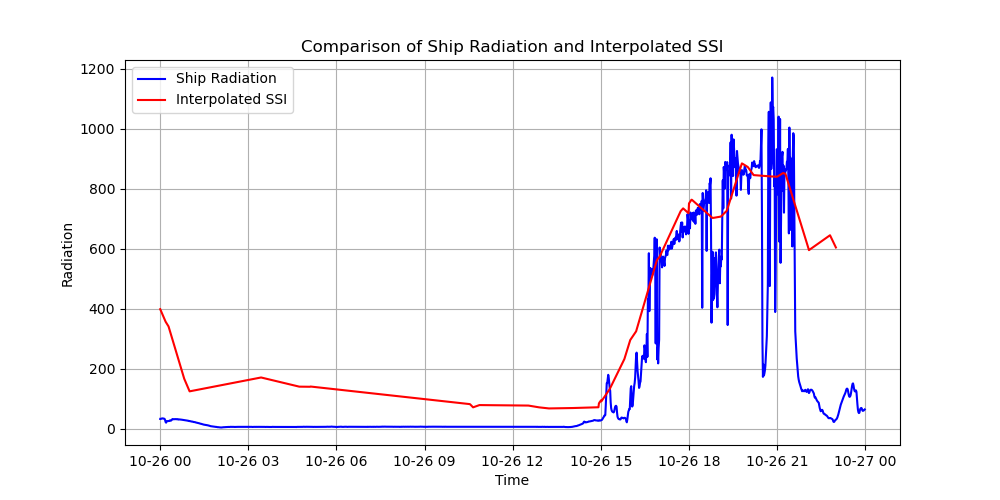 Comparison of Ship Radiation and Interpolated SSI
Ship Radiation
Interpolated SSI
1200
1000
800
600
400
200
0
Radiation
10-26 00 10-26 03 10-26 06 10-26 09 10-26 12 10-26 15 10-26 18 10-26 21 10-27 00
Time